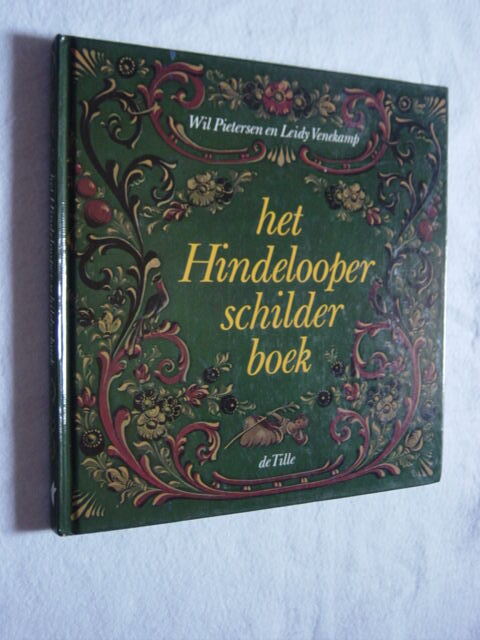 Wil Pietersen en Leidy Venekamp
het
Hindelooper
schilder
boek
de Tille